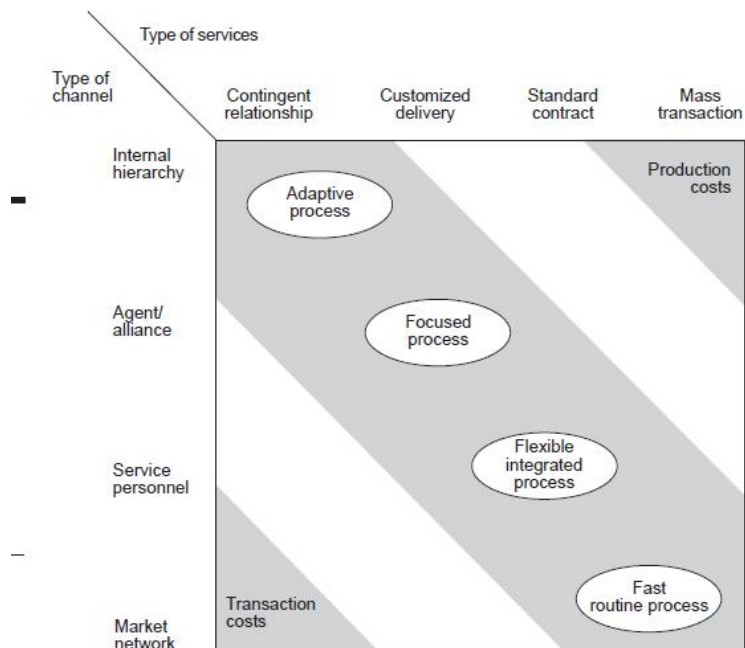 Type of services
Type of
channel
Contingent
relationship
Customized
delivery
Standard
contract
Mass
transaction
Internal
hierarchy
Adaptive
process
Production
costs
Agent/
alliance
Focused
process
Service
personnel
Flexible
integrated
process
Transaction
costs
Fast
routine process
Market
network